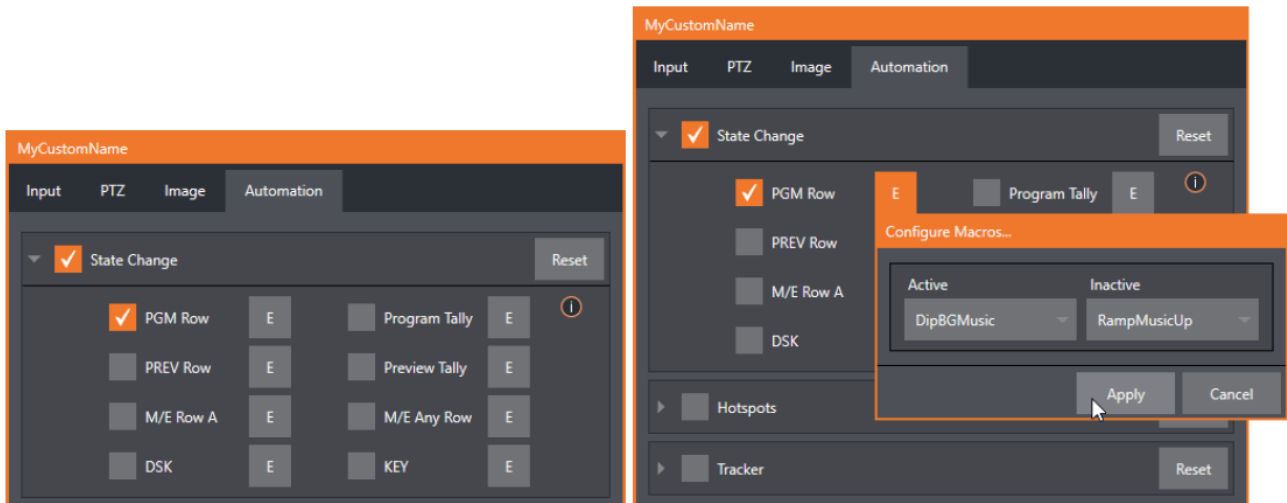 MyCustomName
Input PTZ Image Automation
State Change Reset
PGM Row E Program Tally E i
PREV Row E Preview Tally E
M/E Row A E M/E Any Row E
DSK E KEY E
MyCustomName
Input PTZ Image Automation
State Change Reset
PGM Row E Program Tally E i
PREV Row
M/E Row A
DSK
Configure Macros...
Active Inactive
DipBGMusic RampMusicUp
Apply Cancel
Hotspots
Tracker Reset